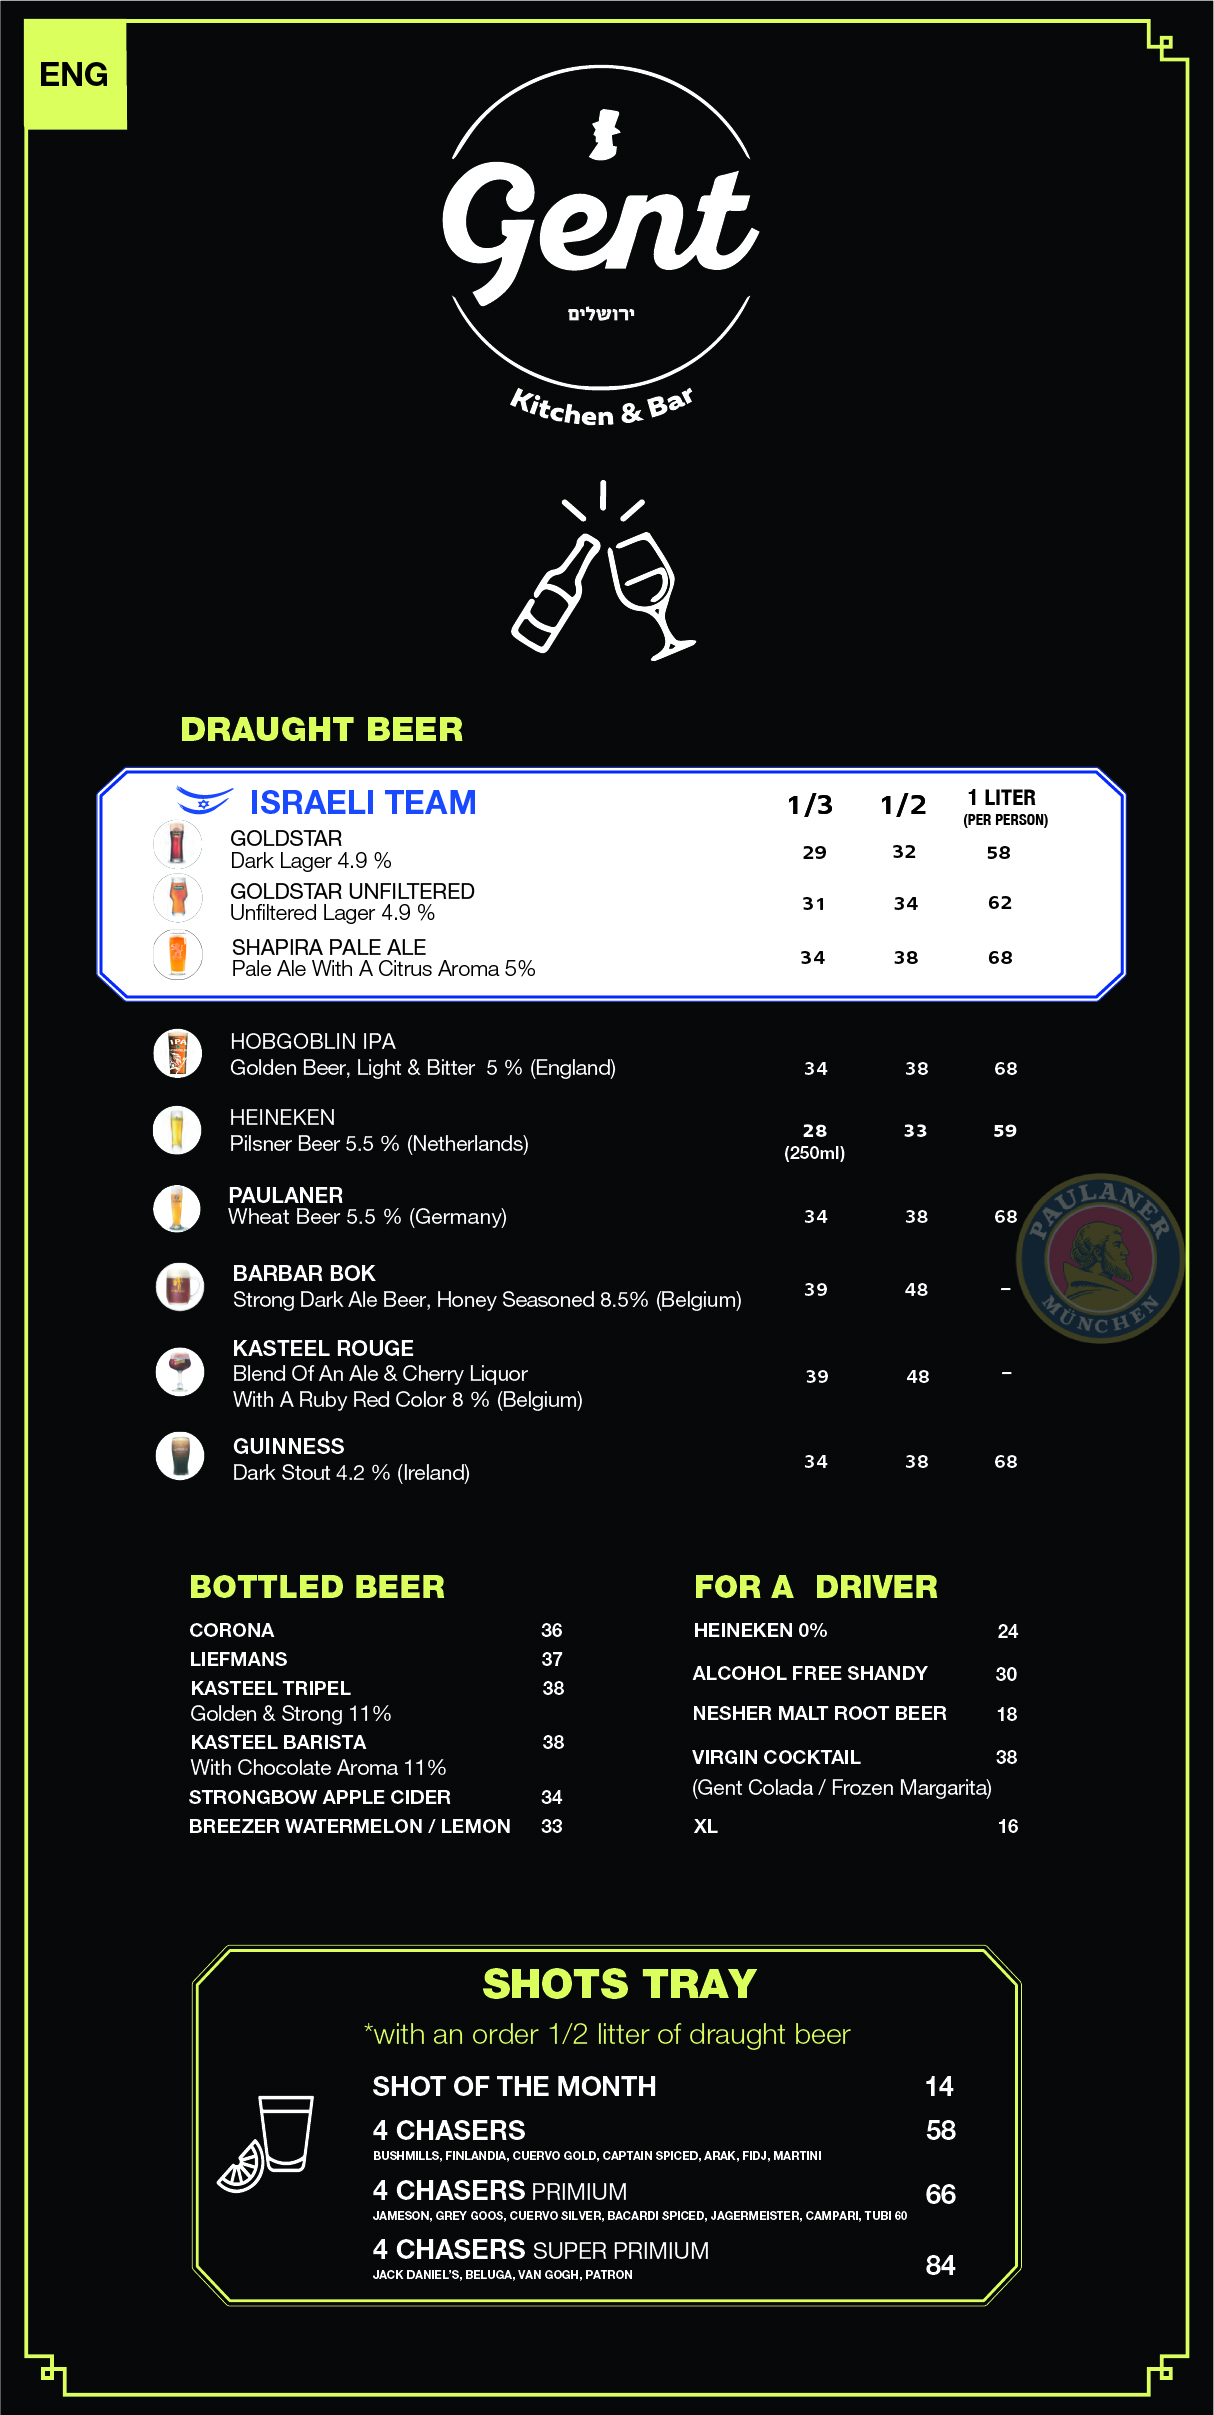 ENG
Gent
ירושלים
Kitchen & Bar
DRAUGHT BEER
ISRAELI TEAM 1/3 1/2 1 LITER
(PER PERSON)
GOLDSTAR
Dark Lager 4.9 % 29 32 58
GOLDSTAR UNFILTERED
Unfiltered Lager 4.9 % 31 34 62
SHAPIRA PALE ALE
Pale Ale With A Citrus Aroma 5% 34 38 68
HOBGOBLIN IPA
Golden Beer, Light & Bitter 5 % (England) 34 38 68
HEINEKEN
Pilsner Beer 5.5 % (Netherlands) 28 33 59
(250ml)
PAULANER
Wheat Beer 5.5 % (Germany) 34 38 68
PAULANER
MÜNCHEN
BARBAR BOK
Strong Dark Ale Beer, Honey Seasoned 8.5% (Belgium) 39 48 –
KASTEEL ROUGE
Blend Of An Ale & Cherry Liquor 39 48 –
With A Ruby Red Color 8 % (Belgium)
GUINNESS
Dark Stout 4.2 % (Ireland) 34 38 68
BOTTLED BEER
CORONA 36
LIEFMANS 37
KASTEEL TRIPEL 38
Golden & Strong 11%
KASTEEL BARISTA 38
With Chocolate Aroma 11%
STRONGBOW APPLE CIDER 34
BREEZER WATERMELON / LEMON 33
FOR A DRIVER
HEINEKEN 0% 24
ALCOHOL FREE SHANDY 30
NESHER MALT ROOT BEER 18
VIRGIN COCKTAIL 38
(Gent Colada / Frozen Margarita)
XL 16
SHOTS TRAY
*with an order 1/2 litter of draught beer
SHOT OF THE MONTH 14
4 CHASERS 58
BUSHMILLS, FINLANDIA, CUERVO GOLD, CAPTAIN SPICED, ARAK, FIDJ, MARTINI
4 CHASERS PRIMIUM 66
JAMESON, GREY GOOS, CUERVO SILVER, BACARDI SPICED, JAGERMEISTER, CAMPARI, TUBI 60
4 CHASERS SUPER PRIMIUM 84
JACK DANIEL'S, BELUGA, VAN GOGH, PATRON